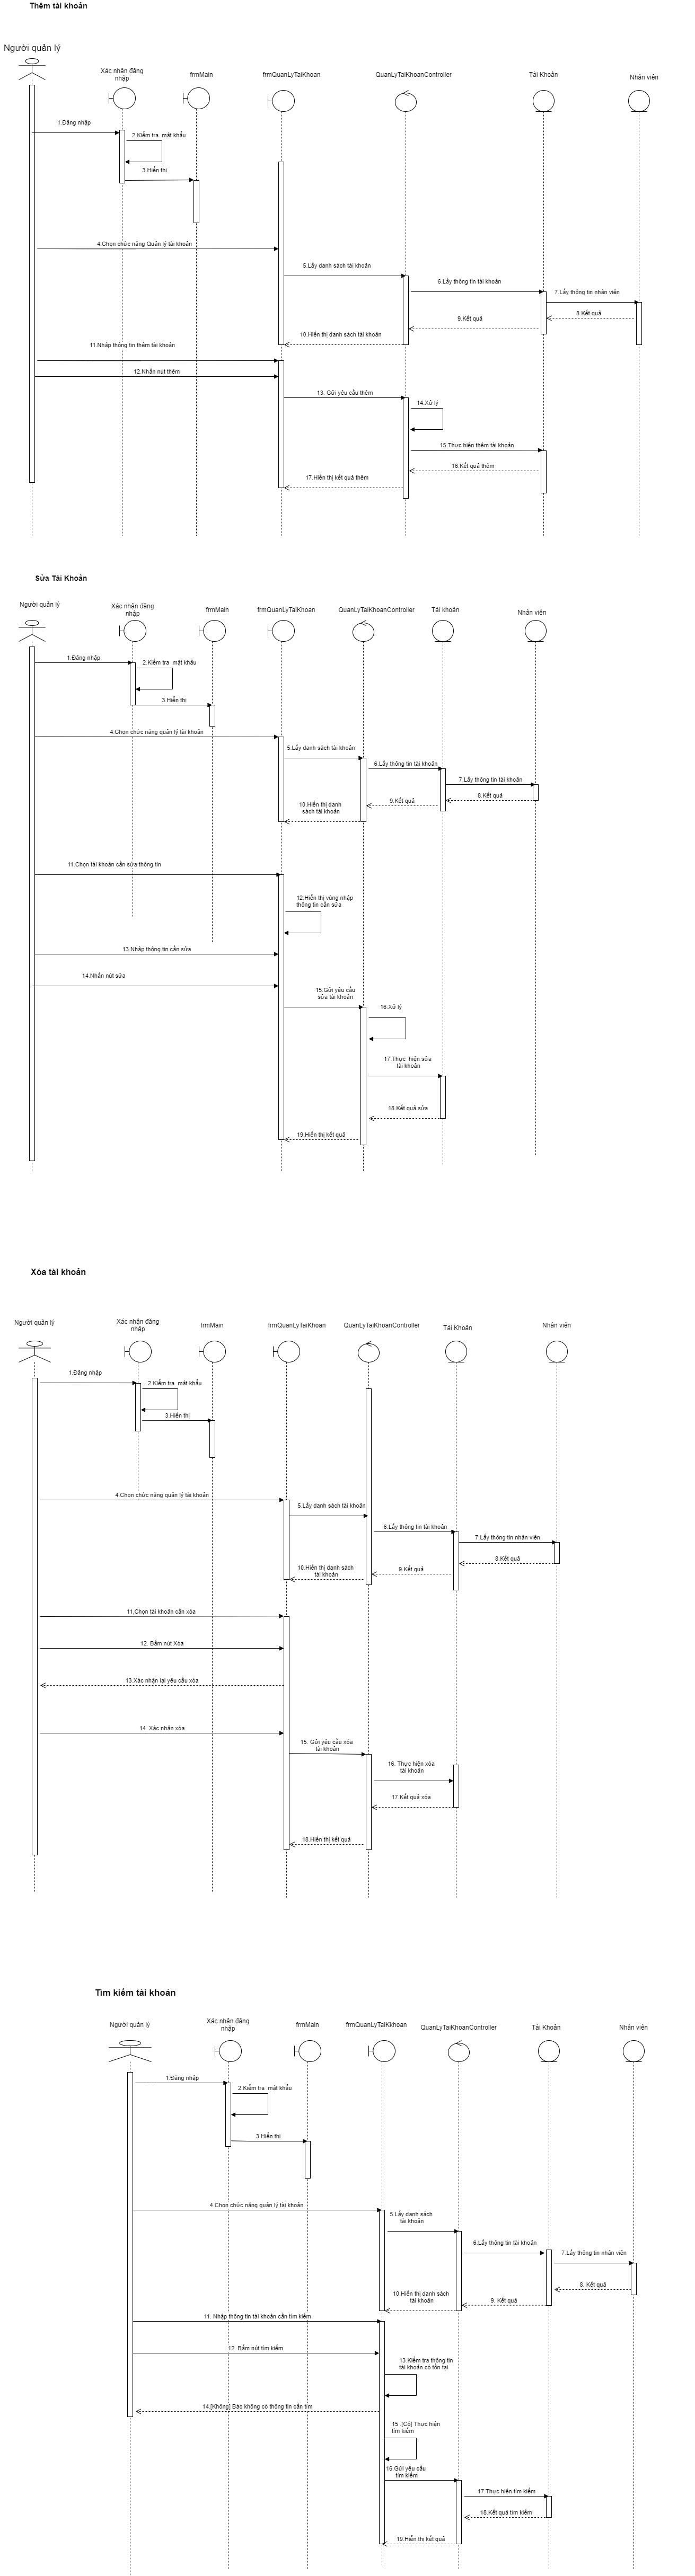 Thêm tài khoản
Người quản lý
Xác nhận đăng
nhập
frmMain
frmQuanLyTaiKhoan
QuanLyTaiKhoanController
Tài Khoản
Nhân viên
1.Đăng nhập
2.Kiểm tra mật khẩu
3.Hiển thị
4.Chọn chức năng Quản lý tài khoản
5.Lấy danh sách tài khoản
6.Lấy thông tin tài khoản
7.Lấy thông tin nhân viên
8.Kết quả
9.Kết quả
10.Hiển thị danh sách tài khoản
11.Nhập thông tin thêm tài khoản
12.Nhấn nút thêm
13. Gửi yêu cầu thêm
14.Xử lý
15.Thực hiện thêm tài khoản
16.Kết quả thêm
17.Hiển thị kết quả thêm
Sửa Tài Khoản
Người quản lý
Xác nhận đăng
nhập
frmMain
frmQuanLyTaiKhoan
QuanLyTaiKhoanController
Tài khoản
Nhân viên
1.Đăng nhập
2.Kiểm tra mật khẩu
3.Hiển thị
4.Chọn chức năng quản lý tài khoản
5.Lấy danh sách tài khoản
6.Lấy thông tin tài khoản
7.Lấy thông tin tài khoản
8.Kết quả
9.Kết quả
10.Hiển thị danh
sách tài khoản
11.Chọn tài khoản cần sửa thông tin
12.Hiển thị vùng nhập
thông tin cần sửa
13.Nhập thông tin cần sửa
14.Nhấn nút sửa
15.Gửi yêu cầu
sửa tài khoản
16.Xử lý
17.Thực hiện sửa
tài khoản
18.Kết quả sửa
19.Hiển thị kết quả
Xóa tài khoản
Người quản lý
Xác nhận đăng
nhập
frmMain
frmQuanLyTaiKhoan
QuanLyTaiKhoanController
Tài Khoản
Nhân viên
1.Đăng nhập
2.Kiểm tra mật khẩu
3.Hiển thị
4.Chọn chức năng quản lý tài khoản
5.Lấy danh sách tài khoản
6.Lấy thông tin tài khoản
7.Lấy thông tin nhân viên
8.Kết quả
9.Kết quả
10.Hiển thị danh sách
tài khoản
11.Chọn tài khoản cần xóa
12. Bấm nút Xóa
13.Xác nhận lại yêu cầu xóa
14 .Xác nhận xóa
15. Gửi yêu cầu xóa
tài khoản
16. Thực hiện xóa
tài khoản
17.Kết quả xóa
18.Hiển thị kết quả
Tìm kiếm tài khoản
Người quản lý
Xác nhận đăng
nhập
frmMain
frmQuanLyTaiKkhoan
QuanLyTaiKhoanController
Tài Khoản
Nhân viên
1.Đăng nhập
2.Kiểm tra mật khẩu
3.Hiển thị
4.Chọn chức năng quản lý tài khoản
5.Lấy danh sách
tài khoản
6.Lấy thông tin tài khoản
7.Lấy thông tin nhân viên
8. Kết quả
9. Kết quả
10.Hiển thị danh sách
tài khoản
11. Nhập thông tin tài khoản cần tìm kiếm
12. Bấm nút tìm kiếm
13.Kiểm tra thông tin
tài khoản có tồn tại
14.[Không] Báo không có thông tin cần tìm
15 .[Có] Thực hiện
tìm kiếm
16.Gửi yêu cầu
tìm kiếm
17.Thực hiện tìm kiếm
18.Kết quả tìm kiếm
19.Hiển thị kết quả